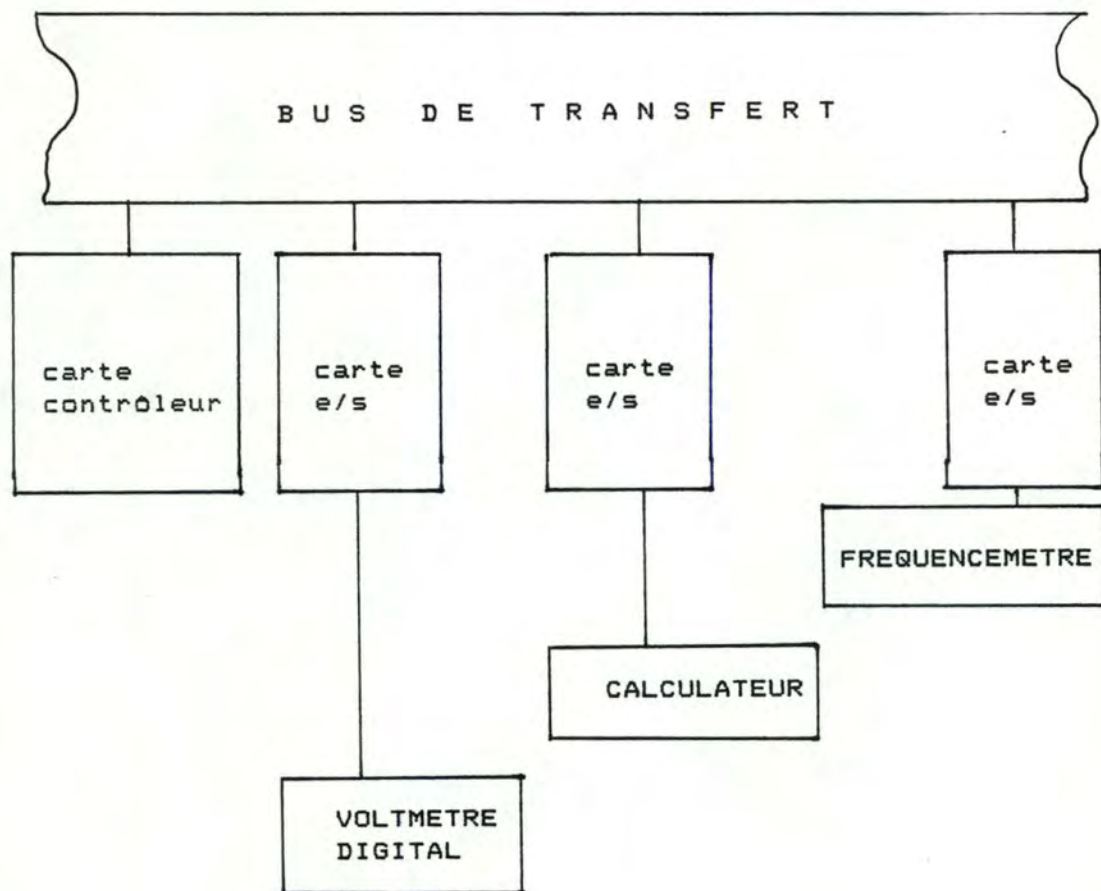 BUS DE TRANSFERT
carte
contrôleur
carte
e/s
carte
e/s
carte
e/s
FREQUENCEMETRE
CALCULATEUR
VOLTMETRE
DIGITAL